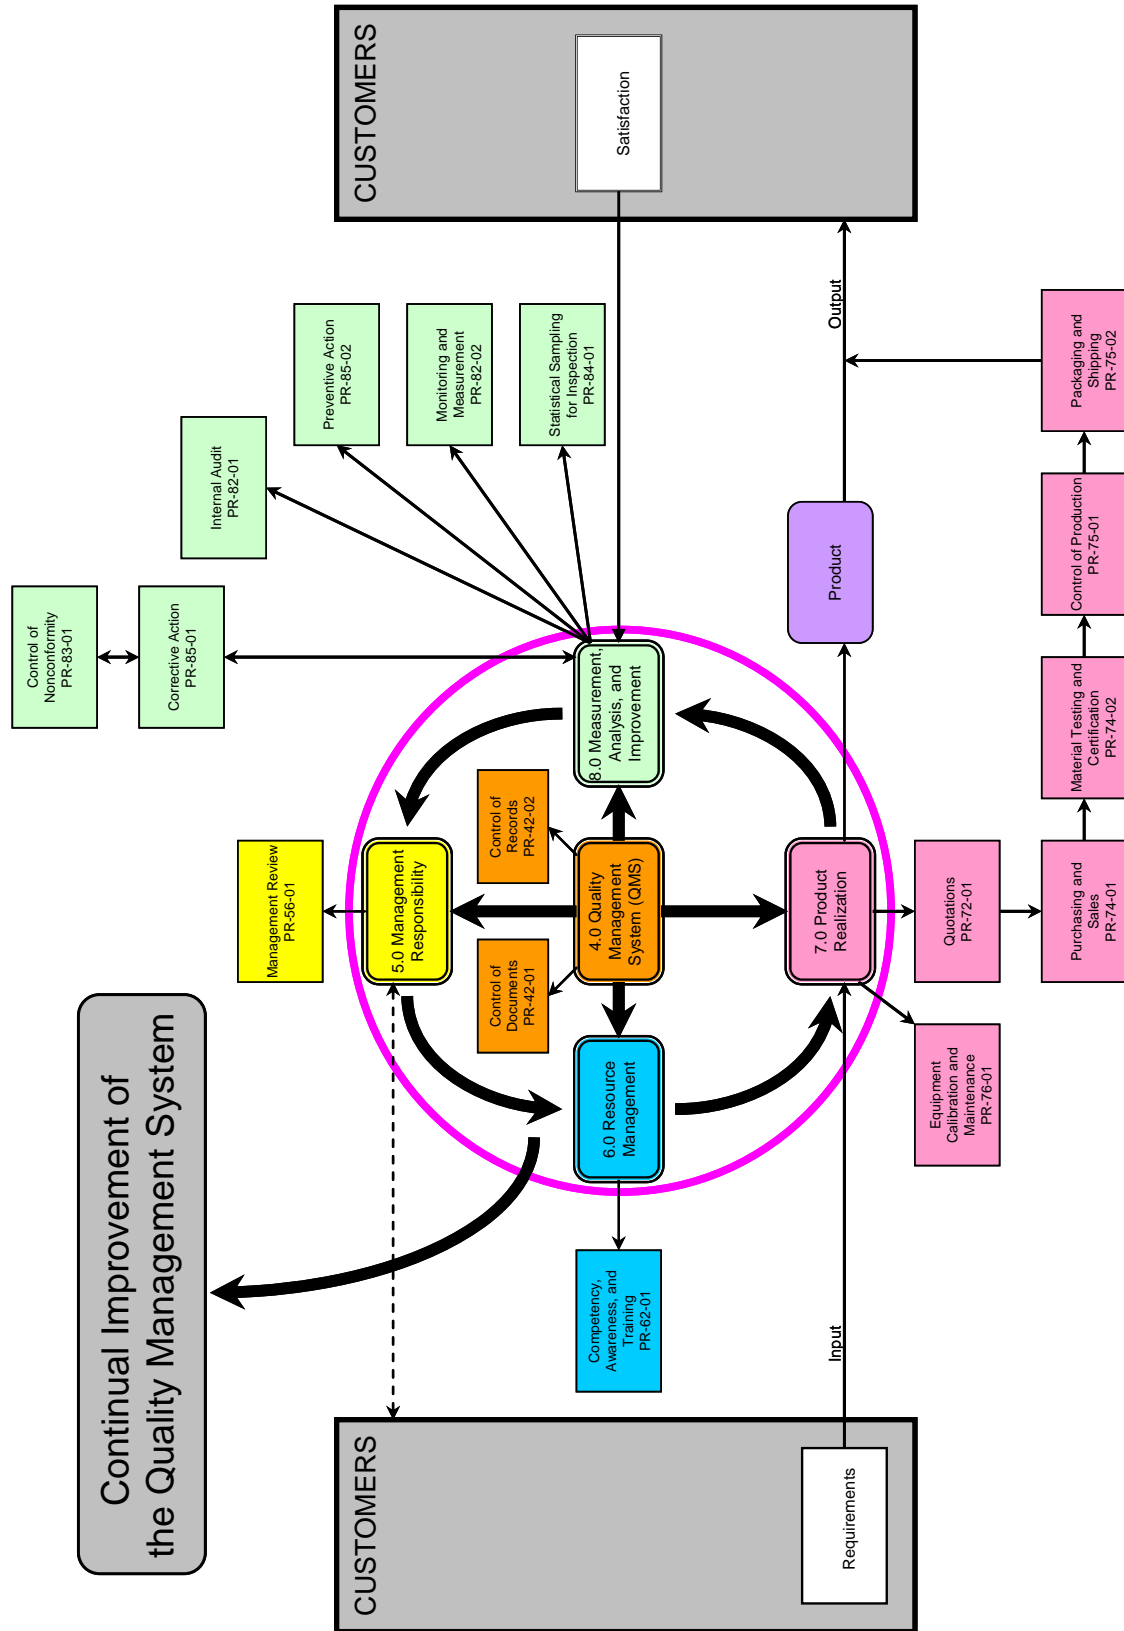 Continual Improvement of
the Quality Management System
CUSTOMERS
Requirements
Input
Competency,
Awareness, and
Training
PR-62-01
6.0 Resource
Management
Management Review
PR-56-01
5.0 Management
Responsibility
Control of
Documents
PR-42-01
Control of
Records
PR-42-02
4.0 Quality
Management
System (QMS)
7.0 Product
Realization
Equipment
Calibration and
Maintenance
PR-76-01
Quotations
PR-72-01
Purchasing and
Sales
PR-74-01
Material Testing and
Certification
PR-74-02
Control of Production
PR-75-01
Packaging and
Shipping
PR-75-02
8.0 Measurement,
Analysis, and
Improvement
Control of
Nonconformity
PR-83-01
Corrective Action
PR-85-01
Internal Audit
PR-82-01
Preventive Action
PR-85-02
Monitoring and
Measurement
PR-82-02
Statistical Sampling
for Inspection
PR-84-01
Product
Output
CUSTOMERS
Satisfaction